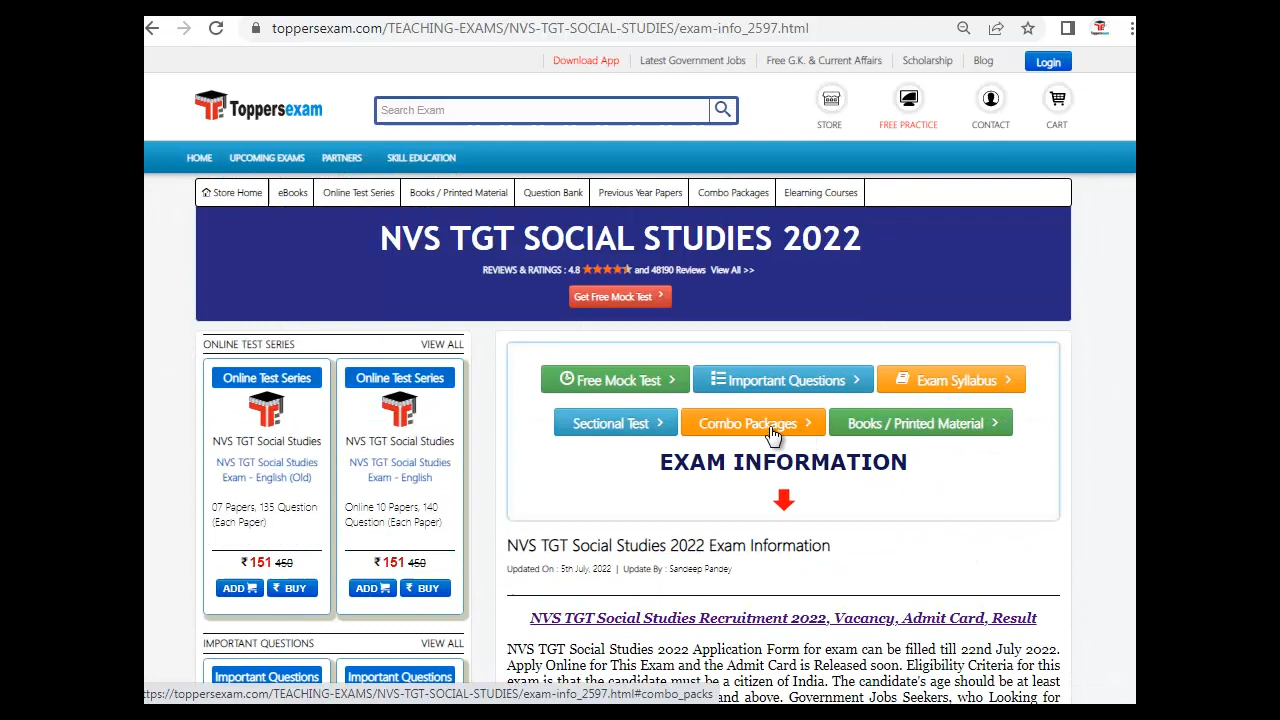 toppersexam.com/TEACHING-EXAMS/NVS-TGT-SOCIAL-STUDIES/exam-info_2597.html
Download App Latest Government Jobs Free G.K. & Current Affairs Scholarship Blog Login
Toppersexam
Search Exam
STORE FREE PRACTICE CONTACT CART
HOME UPCOMING EXAMS PARTNERS SKILL EDUCATION
Store Home eBooks Online Test Series Books / Printed Material Question Bank Previous Year Papers Combo Packages Elearning Courses
NVS TGT SOCIAL STUDIES 2022
REVIEWS & RATINGS : 4.8 and 48190 Reviews View All >>
Get Free Mock Test >
ONLINE TEST SERIES VIEW ALL
Online Test Series
NVS TGT Social Studies
NVS TGT Social Studies
Exam - English (Old)
07 Papers, 135 Question
(Each Paper)
₹ 151 450
ADD ₹ BUY
Online Test Series
NVS TGT Social Studies
NVS TGT Social Studies
Exam - English
Online 10 Papers, 140
Question (Each Paper)
₹ 151 450
ADD ₹ BUY
IMPORTANT QUESTIONS VIEW ALL
Important Questions
Important Questions
Free Mock Test > Important Questions > Exam Syllabus >
Sectional Test > Combo Packages > Books / Printed Material >
EXAM INFORMATION
NVS TGT Social Studies 2022 Exam Information
Updated On : 5th July, 2022 | Update By : Sandeep Pandey
NVS TGT Social Studies Recruitment 2022, Vacancy, Admit Card, Result
NVS TGT Social Studies 2022 Application Form for exam can be filled till 22nd July 2022.
Apply Online for This Exam and the Admit Card is Released soon. Eligibility Criteria for this
exam is that the candidate must be a citizen of India. The candidate's age should be at least
nd above. Government Jobs Seekers, who Looking for
ttps://toppersexam.com/TEACHING-EXAMS/NVS-TGT-SOCIAL-STUDIES/exam-info_2597.html#combo_packs